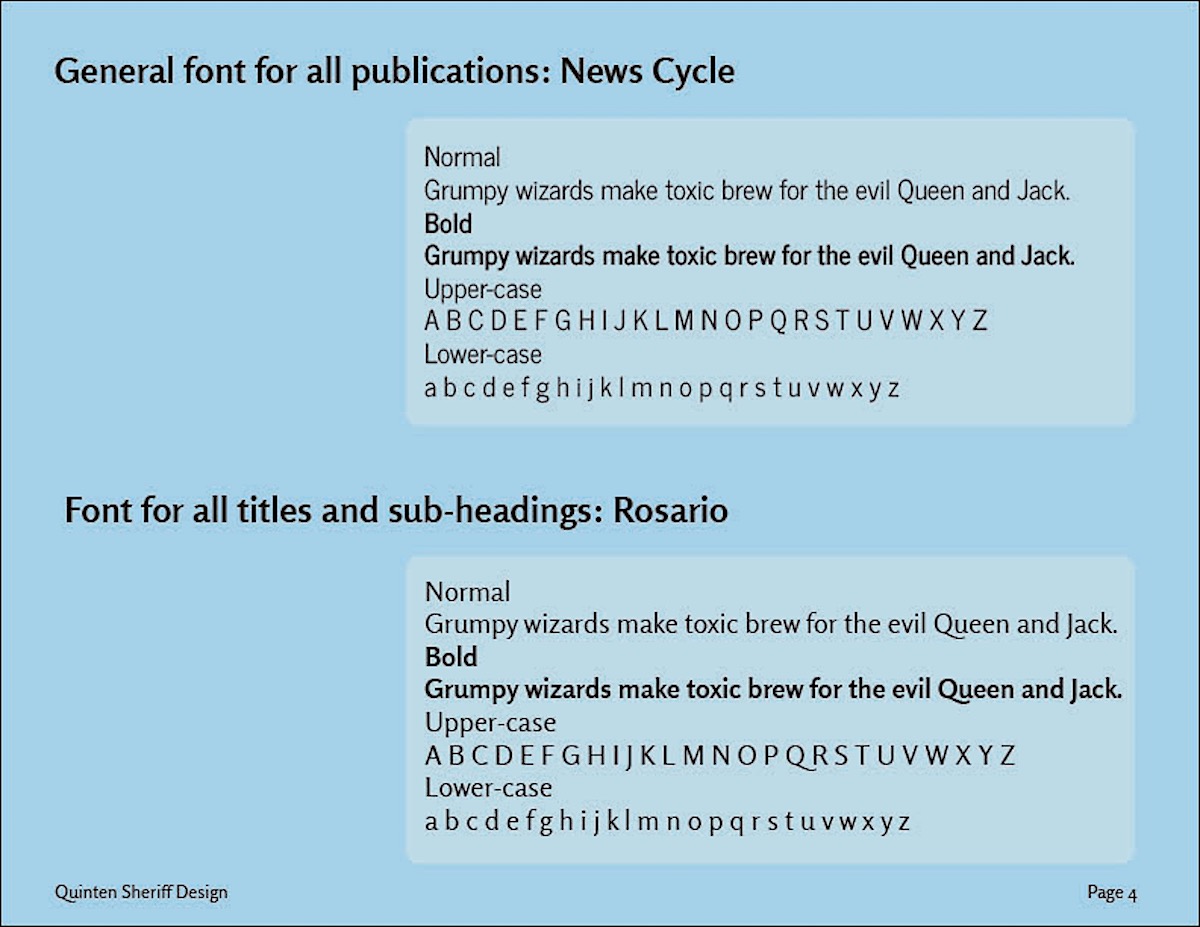 General font for all publications: News Cycle
Normal
Grumpy wizards make toxic brew for the evil Queen and Jack.
Bold
Grumpy wizards make toxic brew for the evil Queen and Jack.
Upper-case
A B C D E F G H I J K L M N O P Q R S T U V W X Y Z
Lower-case
a b c d e f g h i j k l m n o p q r s t u v w x y z
Font for all titles and sub-headings: Rosario
Normal
Grumpy wizards make toxic brew for the evil Queen and Jack.
Bold
Grumpy wizards make toxic brew for the evil Queen and Jack.
Upper-case
A B C D E F G H I J K L M N O P Q R S T U V W X Y Z
Lower-case
a b c d e f g h i j k l m n o p q r s t u v w x y z
Quinten Sheriff Design
Page 4